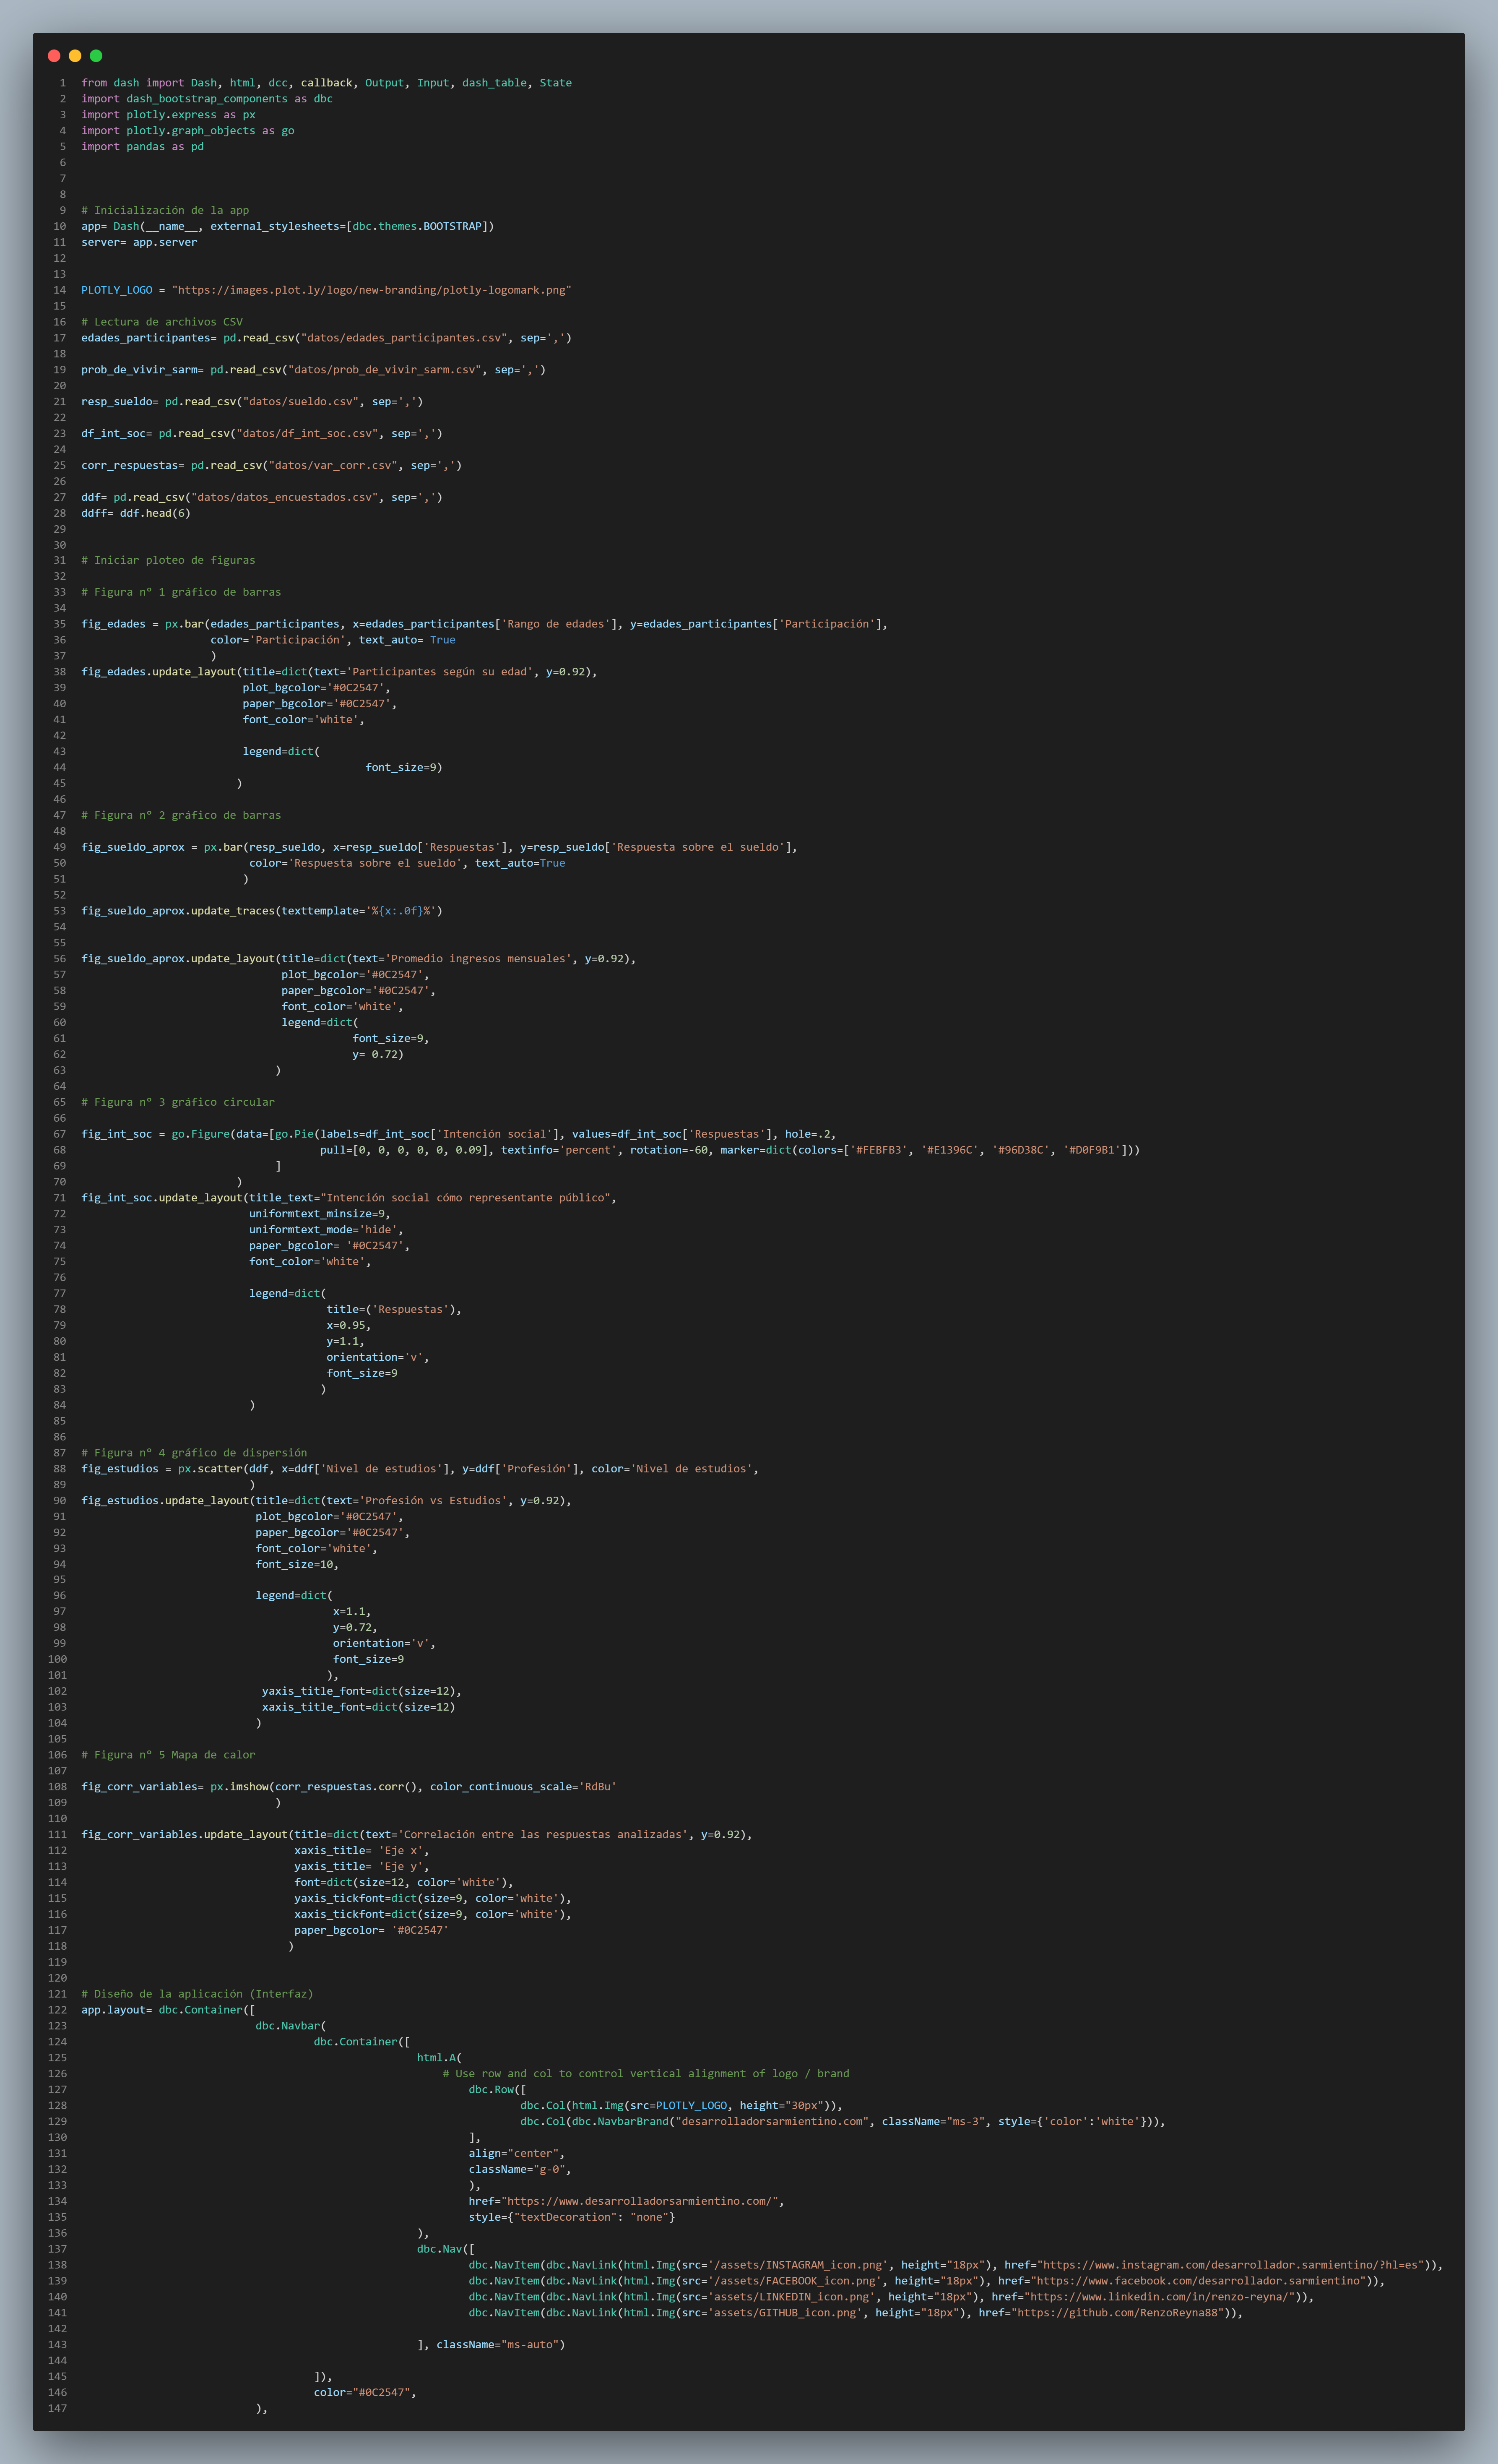 1 from dash import Dash, html, dcc, callback, Output, Input, dash_table, State
2 import dash_bootstrap_components as dbc
3 import plotly.express as px
4 import plotly.graph_objects as go
5 import pandas as pd
6
7
8
9 # Inicialización de la app
10 app= Dash(__name__, external_stylesheets=[dbc.themes.BOOTSTRAP])
11 server= app.server
12
13
14 PLOTLY_LOGO = "https://images.plot.ly/logo/new-branding/plotly-logomark.png"
15
16 # Lectura de archivos CSV
17 edades_participantes= pd.read_csv("datos/edades_participantes.csv", sep=',')
18
19 prob_de_vivir_sarm= pd.read_csv("datos/prob_de_vivir_sarm.csv", sep=',')
20
21 resp_sueldo= pd.read_csv("datos/sueldo.csv", sep=',')
22
23 df_int_soc= pd.read_csv("datos/df_int_soc.csv", sep=',')
24
25 corr_respuestas= pd.read_csv("datos/var_corr.csv", sep=',')
26
27 ddf= pd.read_csv("datos/datos_encuestados.csv", sep=',')
28 ddff= ddf.head(6)
29
30
31 # Iniciar ploteo de figuras
32
33 # Figura n° 1 gráfico de barras
34
35 fig_edades = px.bar(edades_participantes, x=edades_participantes['Rango de edades'], y=edades_participantes['Participación'],
36 color='Participación', text_auto= True
37 )
38 fig_edades.update_layout(title=dict(text='Participantes según su edad', y=0.92),
39 plot_bgcolor='#0C2547',
40 paper_bgcolor='#0C2547',
41 font_color='white',
42
43 legend=dict(
44 font_size=9)
45 )
46
47 # Figura n° 2 gráfico de barras
48
49 fig_sueldo_aprox = px.bar(resp_sueldo, x=resp_sueldo['Respuestas'], y=resp_sueldo['Respuesta sobre el sueldo'],
50 color='Respuesta sobre el sueldo', text_auto=True
51 )
52
53 fig_sueldo_aprox.update_traces(texttemplate='%{x:.0f}%')
54
55
56 fig_sueldo_aprox.update_layout(title=dict(text='Promedio ingresos mensuales', y=0.92),
57 plot_bgcolor='#0C2547',
58 paper_bgcolor='#0C2547',
59 font_color='white',
60 legend=dict(
61 font_size=9,
62 y= 0.72)
63 )
64
65 # Figura n° 3 gráfico circular
66
67 fig_int_soc = go.Figure(data=[go.Pie(labels=df_int_soc['Intención social'], values=df_int_soc['Respuestas'], hole=.2,
68 pull=[0, 0, 0, 0, 0, 0.09], textinfo='percent', rotation=-60, marker=dict(colors=['#FEBFB3', '#E1396C', '#96D38C', '#D0F9B1']))
69 ]
70 )
71 fig_int_soc.update_layout(title_text="Intención social cómo representante público",
72 uniformtext_minsize=9,
73 uniformtext_mode='hide',
74 paper_bgcolor= '#0C2547',
75 font_color='white',
76
77 legend=dict(
78 title=('Respuestas'),
79 x=0.95,
80 y=1.1,
81 orientation='v',
82 font_size=9
83 )
84 )
85
86
87 # Figura n° 4 gráfico de dispersión
88 fig_estudios = px.scatter(ddf, x=ddf['Nivel de estudios'], y=ddf['Profesión'], color='Nivel de estudios',
89 )
90 fig_estudios.update_layout(title=dict(text='Profesión vs Estudios', y=0.92),
91 plot_bgcolor='#0C2547',
92 paper_bgcolor='#0C2547',
93 font_color='white',
94 font_size=10,
95
96 legend=dict(
97 x=1.1,
98 y=0.72,
99 orientation='v',
100 font_size=9
101 ),
102 yaxis_title_font=dict(size=12),
103 xaxis_title_font=dict(size=12)
104 )
105
106 # Figura n° 5 Mapa de calor
107
108 fig_corr_variables= px.imshow(corr_respuestas.corr(), color_continuous_scale='RdBu'
109 )
110
111 fig_corr_variables.update_layout(title=dict(text='Correlación entre las respuestas analizadas', y=0.92),
112 xaxis_title= 'Eje x',
113 yaxis_title= 'Eje y',
114 font=dict(size=12, color='white'),
115 yaxis_tickfont=dict(size=9, color='white'),
116 xaxis_tickfont=dict(size=9, color='white'),
117 paper_bgcolor= '#0C2547'
118 )
119
120
121 # Diseño de la aplicación (Interfaz)
122 app.layout= dbc.Container([
123 dbc.Navbar(
124 dbc.Container([
125 html.A(
126 # Use row and col to control vertical alignment of logo / brand
127 dbc.Row([
128 dbc.Col(html.Img(src=PLOTLY_LOGO, height="30px")),
129 dbc.Col(dbc.NavbarBrand("desarrolladorsarmientino.com", className="ms-3", style={'color':'white'})),
130 ],
131 align="center",
132 className="g-0",
133 ),
134 href="https://www.desarrolladorsarmientino.com/",
135 style={"textDecoration": "none"}
136 ),
137 dbc.Nav([
138 dbc.NavItem(dbc.NavLink(html.Img(src='/assets/INSTAGRAM_icon.png', height="18px"), href="https://www.instagram.com/desarrollador.sarmientino/?hl=es")),
139 dbc.NavItem(dbc.NavLink(html.Img(src='/assets/FACEBOOK_icon.png', height="18px"), href="https://www.facebook.com/desarrollador.sarmientino")),
140 dbc.NavItem(dbc.NavLink(html.Img(src='assets/LINKEDIN_icon.png', height="18px"), href="https://www.linkedin.com/in/renzo-reyna/")),
141 dbc.NavItem(dbc.NavLink(html.Img(src='assets/GITHUB_icon.png', height="18px"), href="https://github.com/RenzoReyna88")),
142
143 ], className="ms-auto")
144
145 ]),
146 color="#0C2547",
147 ),